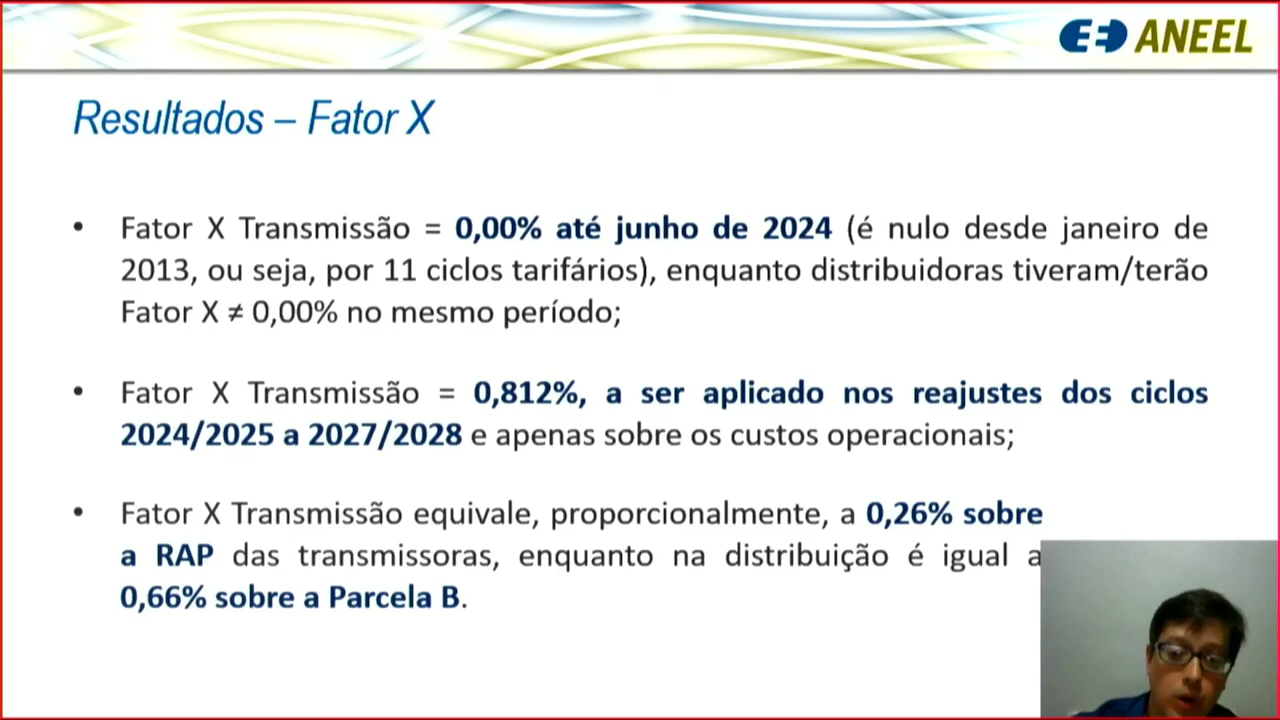 ANEEL
Resultados – Fator X
• Fator X Transmissão = 0,00% até junho de 2024 (é nulo desde janeiro de
2013, ou seja, por 11 ciclos tarifários), enquanto distribuidoras tiveram/terão
Fator X ≠ 0,00% no mesmo período;
• Fator X Transmissão = 0,812%, a ser aplicado nos reajustes dos ciclos
2024/2025 a 2027/2028 e apenas sobre os custos operacionais;
• Fator X Transmissão equivale, proporcionalmente, a 0,26% sobre
a RAP das transmissoras, enquanto na distribuição é igual a
0,66% sobre a Parcela B.